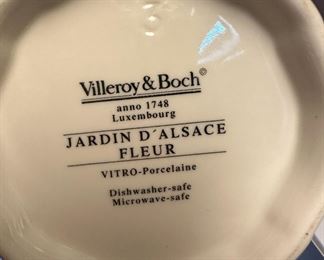 Villeroy & Boch©
anno 1748
Luxembourg
JARDIN D'ALSACE
FLEUR
VITRO-Porcelaine
Dishwasher-safe
Microwave-safe